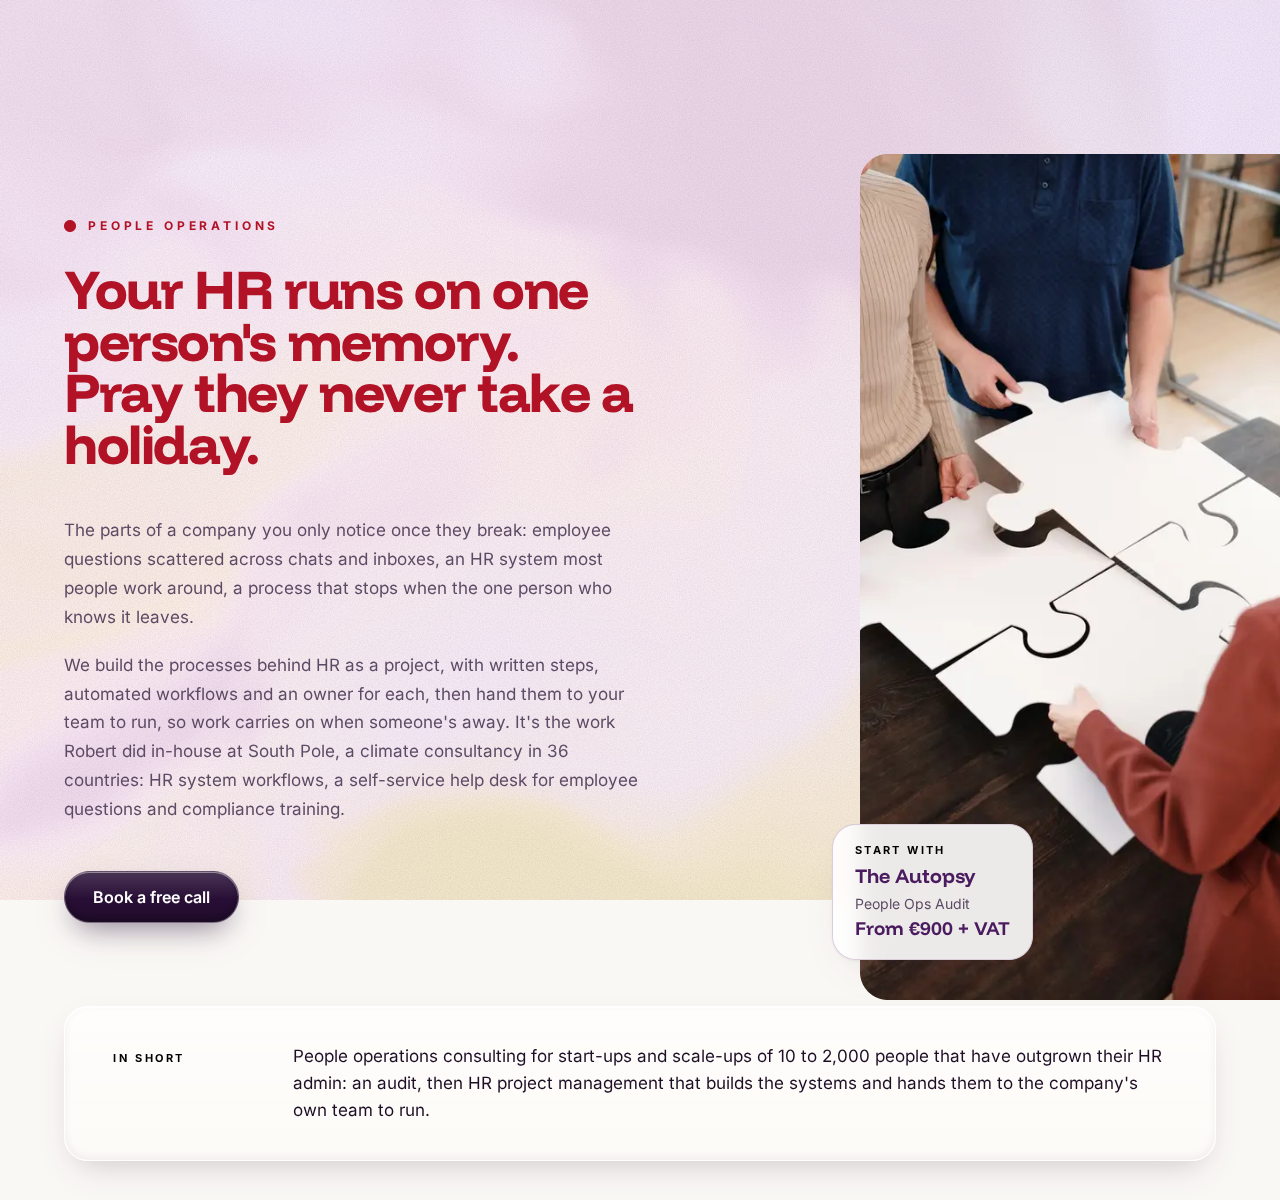 PEOPLE OPERATIONS
Your HR runs on one
person's memory.
Pray they never take a
holiday.
The parts of a company you only notice once they break: employee
questions scattered across chats and inboxes, an HR system most
people work around, a process that stops when the one person who
knows it leaves.
We build the processes behind HR as a project, with written steps,
automated workflows and an owner for each, then hand them to your
team to run, so work carries on when someone's away. It's the work
Robert did in-house at South Pole, a climate consultancy in 36
countries: HR system workflows, a self-service help desk for employee
questions and compliance training.
Book a free call
START WITH
The Autopsy
People Ops Audit
From €900 + VAT
IN SHORT
People operations consulting for start-ups and scale-ups of 10 to 2,000 people that have outgrown their HR
admin: an audit, then HR project management that builds the systems and hands them to the company's
own team to run.